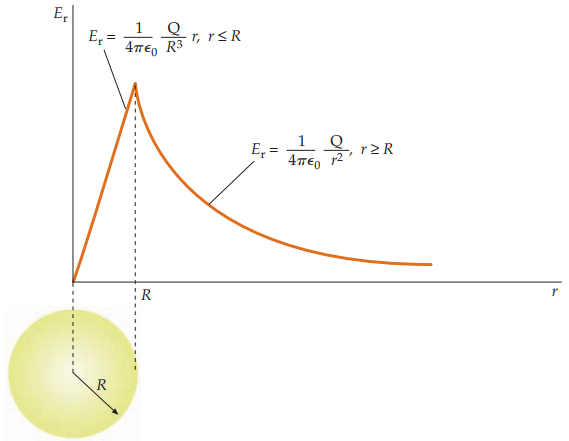 Eᵣ
Eᵣ = 1/4πϵ₀ Q/R³ r, r ≤ R
Eᵣ = 1/4πϵ₀ Q/r², r ≥ R
R
r
R